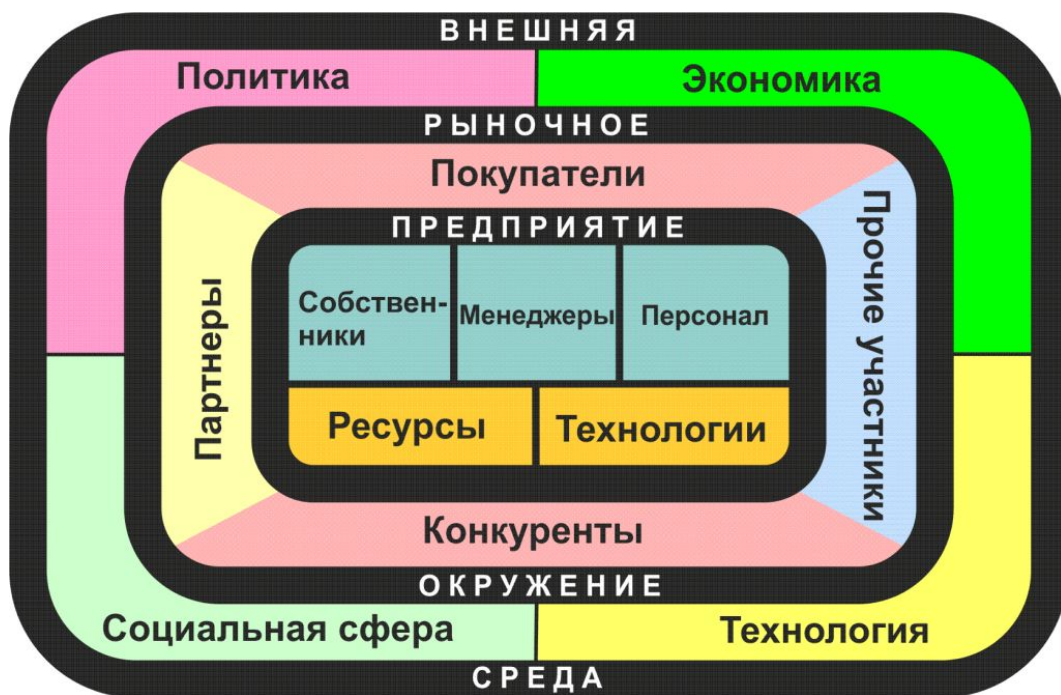 ВНЕШНЯЯ
Политика
Экономика
РЫНОЧНОЕ
Покупатели
ПРЕДПРИЯТИЕ
Партнеры
Собствен-
ники
Менеджеры
Персонал
Прочие участники
Ресурсы
Технологии
Конкуренты
ОКРУЖЕНИЕ
Социальная сфера
Технология
СРЕДА